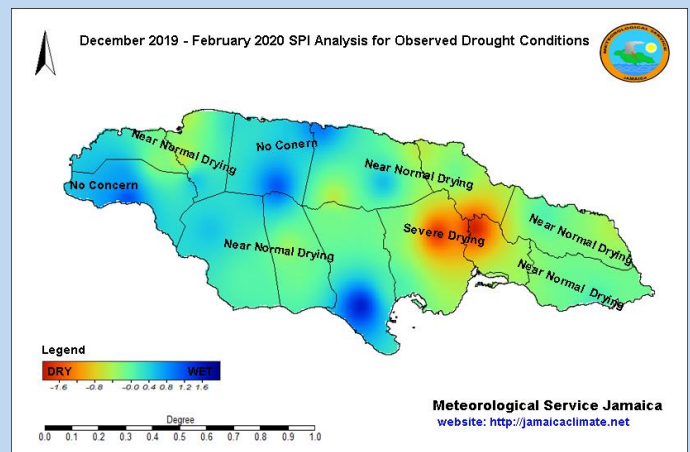 December 2019 - February 2020 SPI Analysis for Observed Drought Conditions
METEOROLOGICAL SERVICE
JAMAICA
Near Normal Drying
No Conern
Near Normal Drying
No Concern
Severe Drying
Near Normal Drying
Near Normal Drying
Near Normal Drying
Legend
DRY WET
-1.6 -0.8 -0.0 0.4 0.8 1.2 1.6
Degree
0.0 0.1 0.2 0.3 0.4 0.5 0.6 0.7 0.8 0.9 1.0
Meteorological Service Jamaica
website: http://jamaicaclimate.net